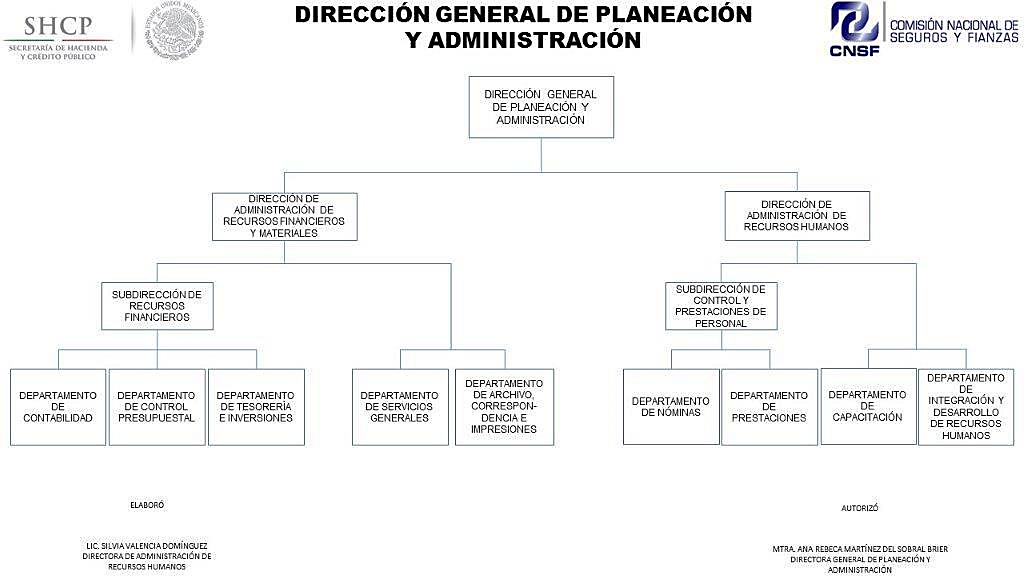 SHCP
SECRETARÍA DE HACIENDA
Y CRÉDITO PÚBLICO
ESTADOS UNIDOS MEXICANOS
DIRECCIÓN GENERAL DE PLANEACIÓN
Y ADMINISTRACIÓN
CNSF
COMISIÓN NACIONAL DE
SEGUROS Y FIANZAS
DIRECCIÓN GENERAL
DE PLANEACIÓN Y
ADMINISTRACIÓN
DIRECCIÓN DE
ADMINISTRACIÓN DE
RECURSOS FINANCIEROS
Y MATERIALES
DIRECCIÓN DE
ADMINISTRACIÓN DE
RECURSOS HUMANOS
SUBDIRECCIÓN DE
RECURSOS
FINANCIEROS
SUBDIRECCIÓN DE
CONTROL Y
PRESTACIONES DE
PERSONAL
DEPARTAMENTO
DE
CONTABILIDAD
DEPARTAMENTO
DE CONTROL
PRESUPUESTAL
DEPARTAMENTO
DE TESORERÍA
E INVERSIONES
DEPARTAMENTO
DE SERVICIOS
GENERALES
DEPARTAMENTO
DE ARCHIVO,
CORRESPON-
DENCIA E
IMPRESIONES
DEPARTAMENTO
DE NÓMINAS
DEPARTAMENTO
DE
PRESTACIONES
DEPARTAMENTO
DE
CAPACITACIÓN
DEPARTAMENTO
DE
INTEGRACIÓN Y
DESARROLLO
DE RECURSOS
HUMANOS
ELABORÓ
LIC. SILVIA VALENCIA DOMÍNGUEZ
DIRECTORA DE ADMINISTRACIÓN DE
RECURSOS HUMANOS
AUTORIZÓ
MTRA. ANA REBECA MARTÍNEZ DEL SOBRAL BRIER
DIRECTORA GENERAL DE PLANEACIÓN Y
ADMINISTRACIÓN